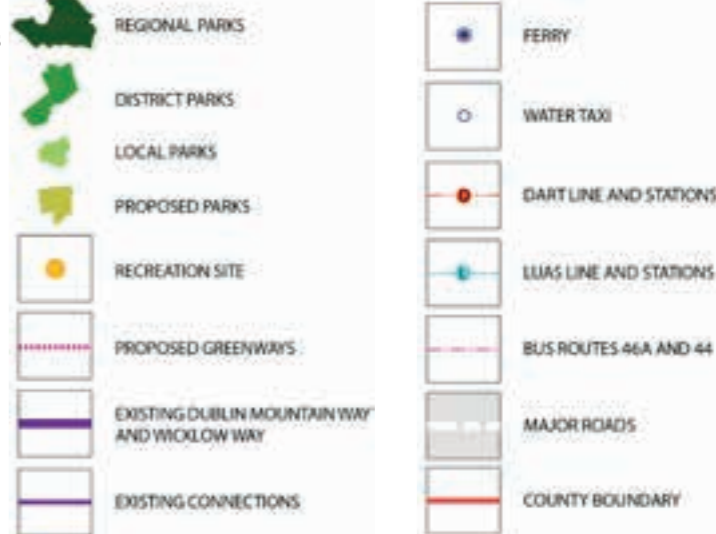 REGIONAL PARKS
DISTRICT PARKS
LOCAL PARKS
PROPOSED PARKS
RECREATION SITE
PROPOSED GREENWAYS
EXISTING DUBLIN MOUNTAIN WAY
AND WICKLOW WAY
EXISTING CONNECTIONS
FERRY
WATER TAXI
DART LINE AND STATIONS
LUAS LINE AND STATIONS
BUS ROUTES 46A AND 44
MAJOR ROADS
COUNTY BOUNDARY